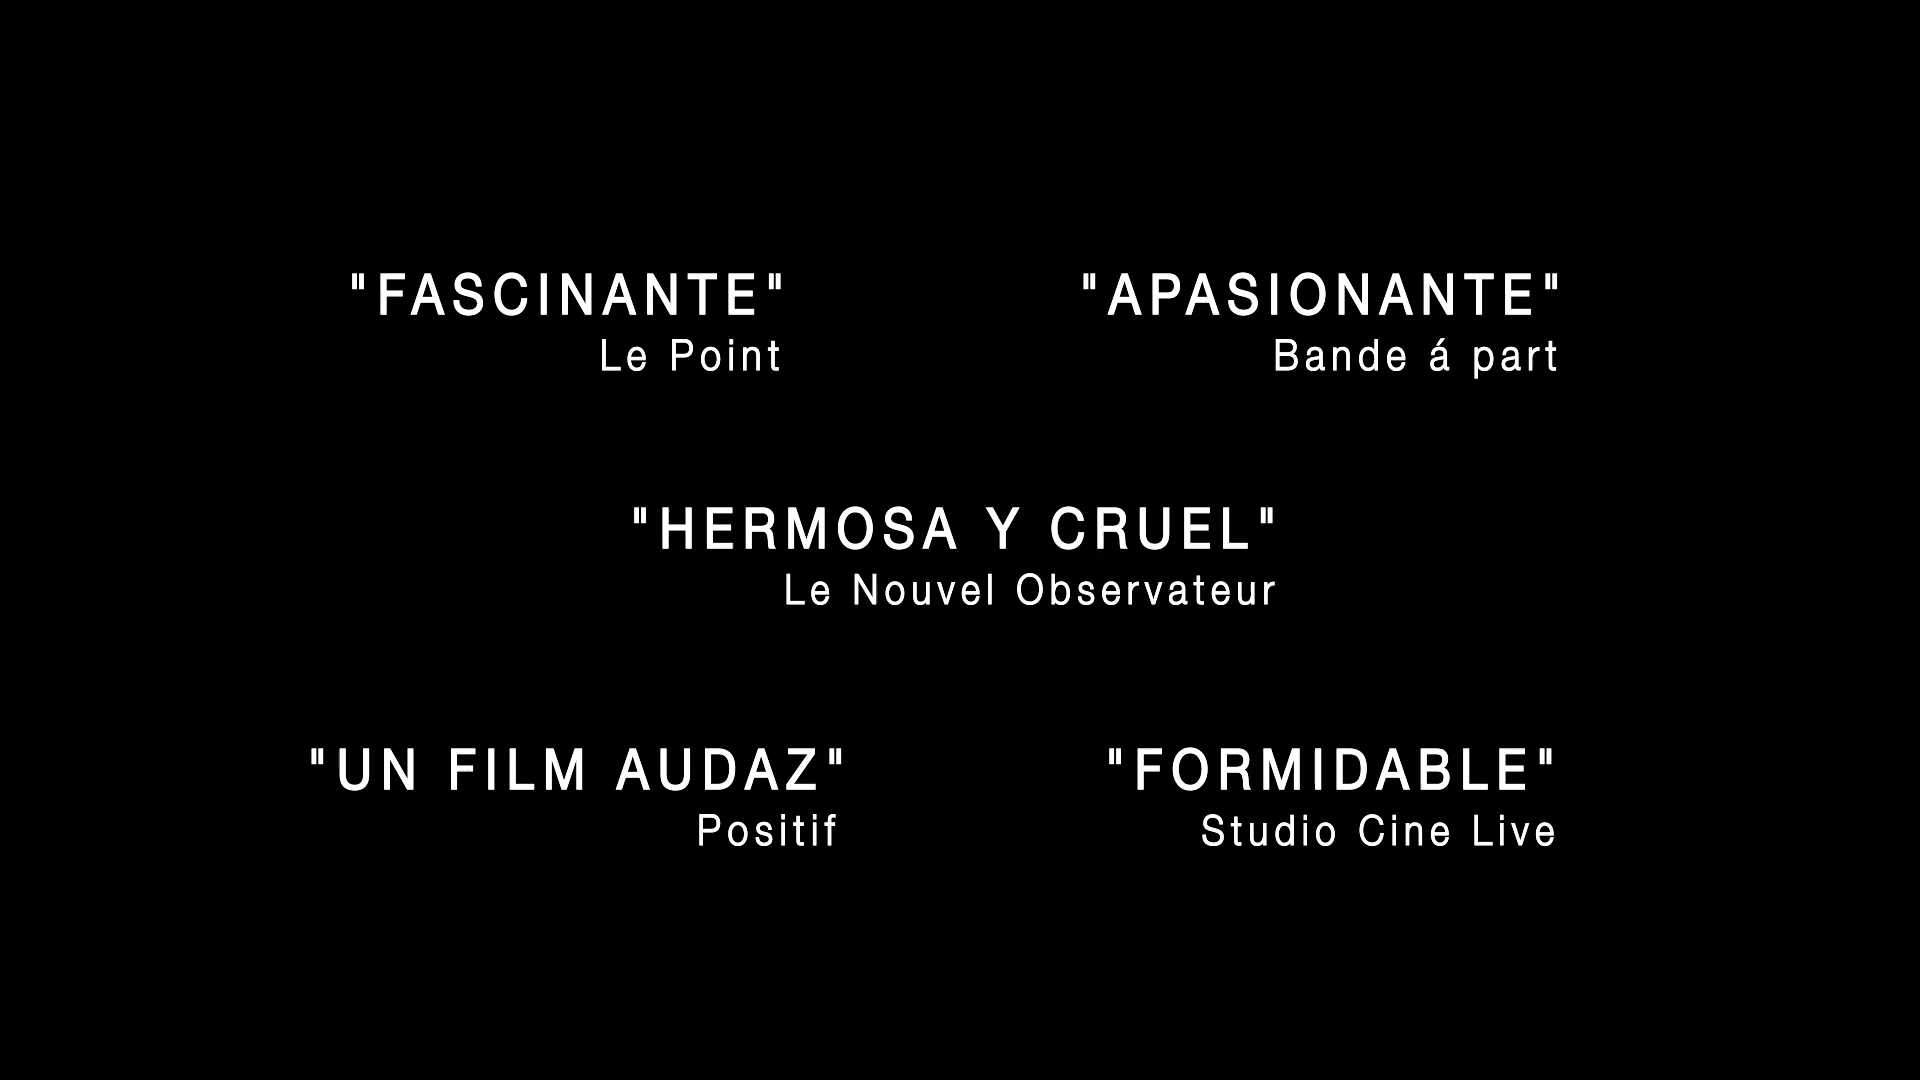 "FASCINANTE"
Le Point
"APASIONANTE"
Bande á part
"HERMOSA Y CRUEL"
Le Nouvel Observateur
"UN FILM AUDAZ"
Positif
"FORMIDABLE"
Studio Cine Live